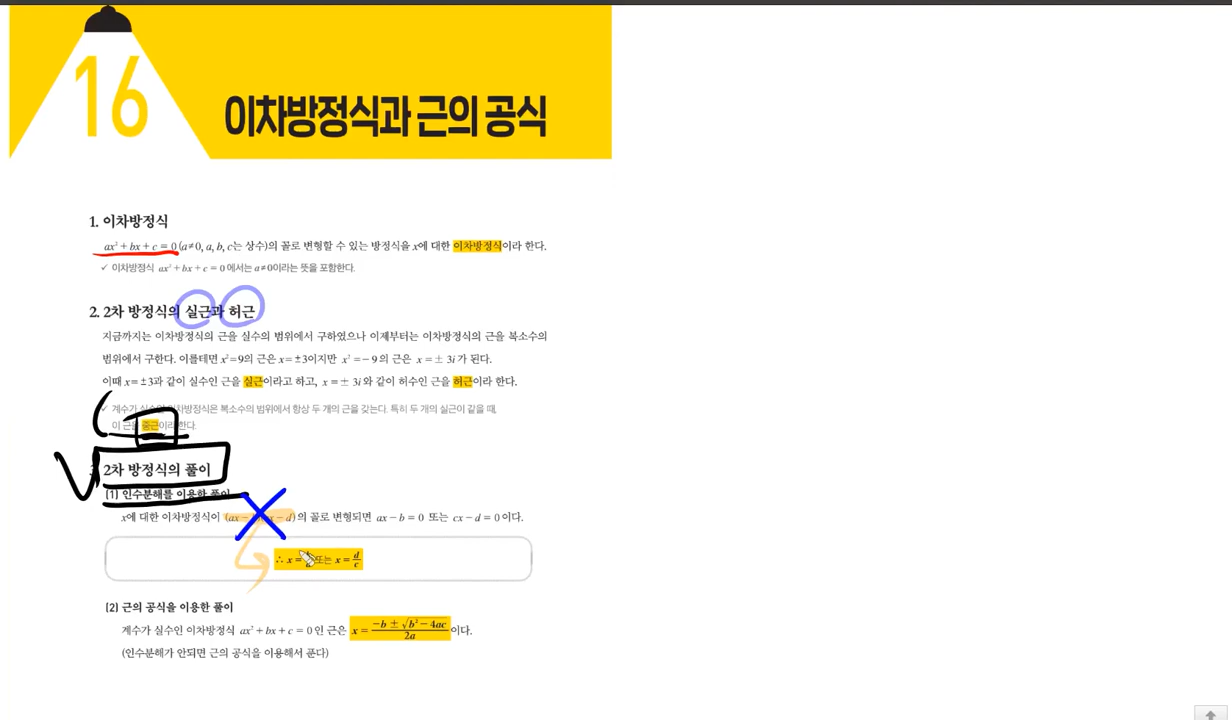 16
이차방정식과 근의 공식
1. 이차방정식
ax² + bx + c = 0 (a≠0, a, b, c는 상수)의 꼴로 변형할 수 있는 방정식을 x에 대한 이차방정식이라 한다.
✓ 이차방정식 ax² + bx + c = 0 에서는 a≠0이라는 뜻을 포함한다.
2. 2차 방정식의 실근과 허근
지금까지는 이차방정식의 근을 실수의 범위에서 구하였으나 이제부터는 이차방정식의 근을 복소수의
범위에서 구한다. 이를테면 x²=9의 근은 x=±3이지만 x² = −9 의 근은 x = ± 3i 가 된다.
이때 x=±3과 같이 실수인 근을 실근이라고 하고, x = ± 3i 와 같이 허수인 근을 허근이라 한다.
✓ 계수가 이차방정식은 복소수의 범위에서 항상 두 개의 근을 갖는다. 특히 두 개의 실근이 같을 때,
이 근을 중근이라 한다.
3. 2차 방정식의 풀이
(1) 인수분해를 이용한 풀이
x에 대한 이차방정식이 의 꼴로 변형되면 ax − b = 0 또는 cx − d = 0 이다.
∴ x = 또는 x = d/c
(2) 근의 공식을 이용한 풀이
계수가 실수인 이차방정식 ax² + bx + c = 0 인 근은 x = (−b ± √(b² − 4ac))/2a 이다.
(인수분해가 안되면 근의 공식을 이용해서 푼다)